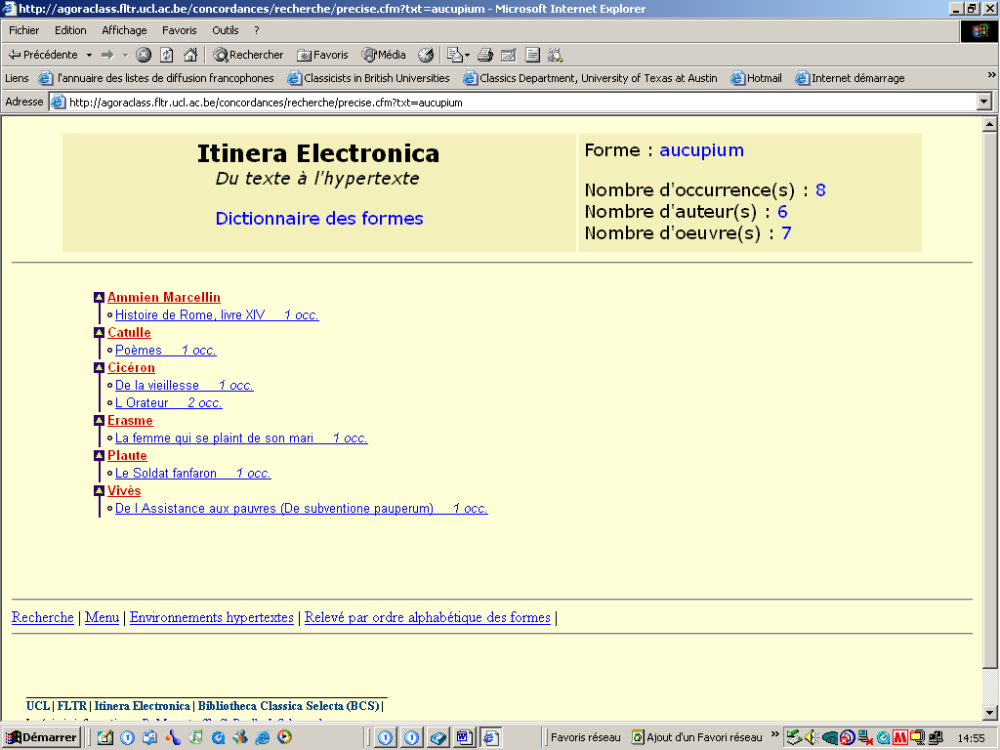 http://agoraclass.fltr.ucl.ac.be/concordances/recherche/precise.cfm?txt=aucupium - Microsoft Internet Explorer
Fichier Edition Affichage Favoris Outils ?
Précédente Rechercher Favoris Média
Liens l'annuaire des listes de diffusion francophones Classicists in British Universities Classics Department, University of Texas at Austin Hotmail Internet démarrage »
Adresse http://agoraclass.fltr.ucl.ac.be/concordances/recherche/precise.cfm?txt=aucupium
Itinera Electronica
Du texte à l'hypertexte
Dictionnaire des formes
Forme : aucupium
Nombre d'occurrence(s) : 8
Nombre d'auteur(s) : 6
Nombre d'oeuvre(s) : 7
Ammien Marcellin
Histoire de Rome, livre XIV 1 occ.
Catulle
Poèmes 1 occ.
Cicéron
De la vieillesse 1 occ.
L Orateur 2 occ.
Erasme
La femme qui se plaint de son mari 1 occ.
Plaute
Le Soldat fanfaron 1 occ.
Vivès
De l Assistance aux pauvres (De subventione pauperum) 1 occ.
Recherche | Menu | Environnements hypertextes | Relevé par ordre alphabétique des formes |
UCL | FLTR | Itinera Electronica | Bibliotheca Classica Selecta (BCS) |
Démarrer Favoris réseau Ajout d'un Favori réseau » 14:55